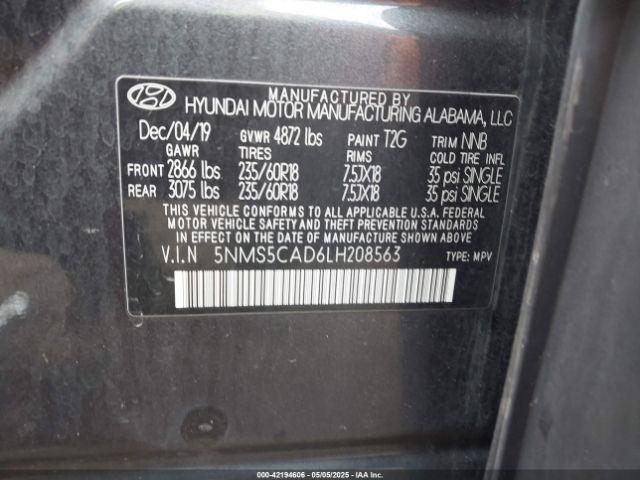 MANUFACTURED BY
HYUNDAI MOTOR MANUFACTURING ALABAMA, LLC
Dec/04/19 GVWR 4872 lbs PAINT T2G TRIM NNB
GAWR TIRES RIMS COLD TIRE INFL
FRONT 2866 lbs 235/60R18 7.5JX18 35 psi SINGLE
REAR 3075 lbs 235/60R18 7.5JX18 35 psi SINGLE
THIS VEHICLE CONFORMS TO ALL APPLICABLE U.S.A. FEDERAL
MOTOR VEHICLE SAFETY, BUMPER, AND THEFT PREVENTION
STANDARDS IN EFFECT ON THE DATE OF MANUFACTURE SHOWN ABOVE.
V.I.N 5NMS5CAD6LH208563 TYPE: MPV
000-42194606 - 05/05/2025 - IAA Inc. (IAA)